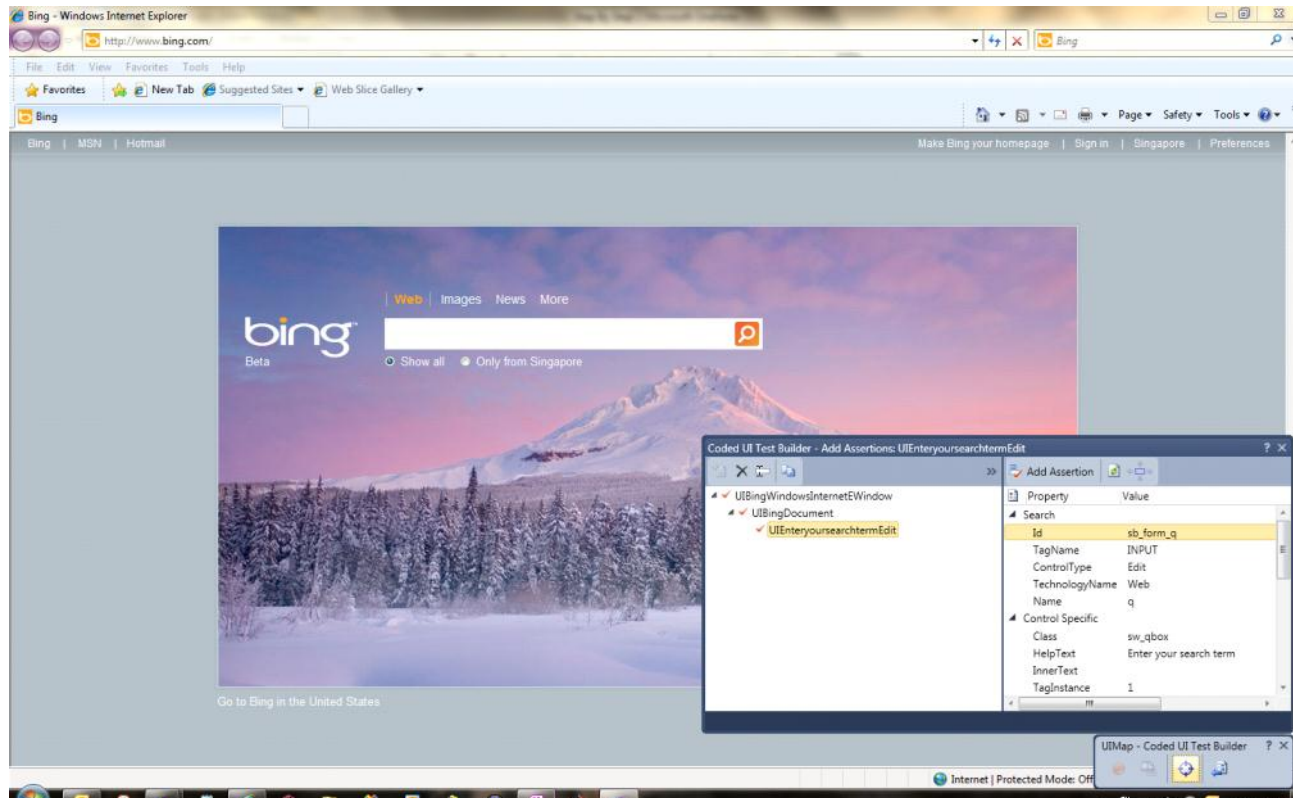 Bing - Windows Internet Explorer
http://www.bing.com/
Bing
File Edit View Favorites Tools Help
Favorites New Tab Suggested Sites Web Slice Gallery
Bing
Page Safety Tools
Bing | MSN | Hotmail
Make Bing your homepage | Sign in | Singapore | Preferences
Web | Images News More
bing
Beta
Show all Only from Singapore
Coded UI Test Builder - Add Assertions: UIEnteryoursearchtermEdit ? X
» Add Assertion
UIBingWindowsInternetEWindow
UIBingDocument
UIEnteryoursearchtermEdit
Property Value
Search
Id sb_form_q
TagName INPUT
ControlType Edit
TechnologyName Web
Name q
Control Specific
Class sw_qbox
HelpText Enter your search term
InnerText
TagInstance 1
Go to Bing in the United States
UIMap - Coded UI Test Builder ? X
Internet | Protected Mode: Off